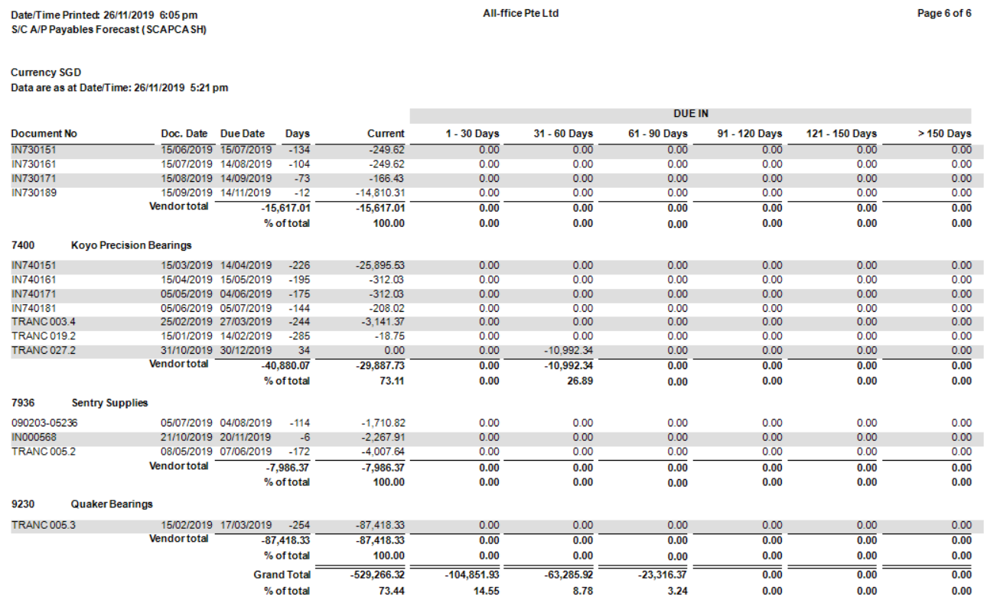 Date/Time Printed: 26/11/2019 6:05 pm All-ffice Pte Ltd Page 6 of 6
S/C A/P Payables Forecast (SCAPCASH)
Currency SGD
Data are as at Date/Time: 26/11/2019 5:21 pm
DUE IN
Document No Doc. Date Due Date Days Current 1 - 30 Days 31 - 60 Days 61 - 90 Days 91 - 120 Days 121 - 150 Days > 150 Days
IN730151 15/06/2019 15/07/2019 -134 -249.62 0.00 0.00 0.00 0.00 0.00 0.00
IN730161 15/07/2019 14/08/2019 -104 -249.62 0.00 0.00 0.00 0.00 0.00 0.00
IN730171 15/08/2019 14/09/2019 -73 -166.43 0.00 0.00 0.00 0.00 0.00 0.00
IN730189 15/09/2019 14/11/2019 -12 -14,810.31 0.00 0.00 0.00 0.00 0.00 0.00
Vendor total -15,617.01 -15,617.01 0.00 0.00 0.00 0.00 0.00 0.00
% of total 100.00 0.00 0.00 0.00 0.00 0.00 0.00
7400 Koyo Precision Bearings
IN740151 15/03/2019 14/04/2019 -226 -25,895.53 0.00 0.00 0.00 0.00 0.00 0.00
IN740161 15/04/2019 15/05/2019 -195 -312.03 0.00 0.00 0.00 0.00 0.00 0.00
IN740171 05/05/2019 04/06/2019 -175 -312.03 0.00 0.00 0.00 0.00 0.00 0.00
IN740181 05/06/2019 05/07/2019 -144 -208.02 0.00 0.00 0.00 0.00 0.00 0.00
TRANC 003.4 25/02/2019 27/03/2019 -244 -3,141.37 0.00 0.00 0.00 0.00 0.00 0.00
TRANC 019.2 15/01/2019 14/02/2019 -285 -18.75 0.00 0.00 0.00 0.00 0.00 0.00
TRANC 027.2 31/10/2019 30/12/2019 34 0.00 0.00 -10,992.34 0.00 0.00 0.00 0.00
Vendor total -40,880.07 -29,887.73 0.00 -10,992.34 0.00 0.00 0.00 0.00
% of total 73.11 0.00 26.89 0.00 0.00 0.00 0.00
7936 Sentry Supplies
090203-05236 05/07/2019 04/08/2019 -114 -1,710.82 0.00 0.00 0.00 0.00 0.00 0.00
IN000568 21/10/2019 20/11/2019 -6 -2,267.91 0.00 0.00 0.00 0.00 0.00 0.00
TRANC 005.2 08/05/2019 07/06/2019 -172 -4,007.64 0.00 0.00 0.00 0.00 0.00 0.00
Vendor total -7,986.37 -7,986.37 0.00 0.00 0.00 0.00 0.00 0.00
% of total 100.00 0.00 0.00 0.00 0.00 0.00 0.00
9230 Quaker Bearings
TRANC 005.3 15/02/2019 17/03/2019 -254 -87,418.33 0.00 0.00 0.00 0.00 0.00 0.00
Vendor total -87,418.33 -87,418.33 0.00 0.00 0.00 0.00 0.00 0.00
% of total 100.00 0.00 0.00 0.00 0.00 0.00 0.00
Grand Total -529,266.32 -104,851.93 -63,285.92 -23,316.37 0.00 0.00 0.00
% of total 73.44 14.55 8.78 3.24 0.00 0.00 0.00